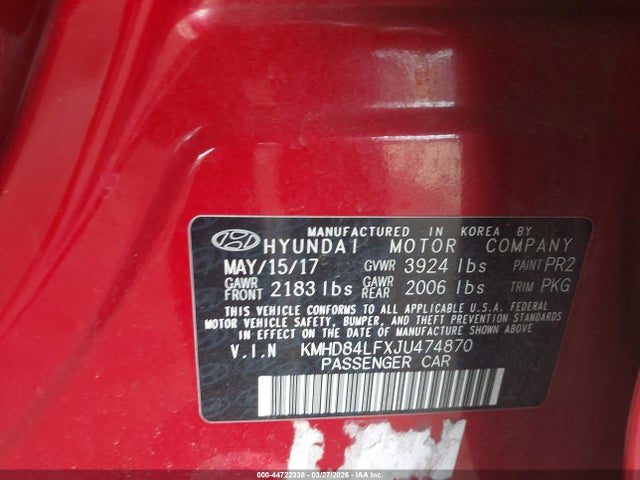 MANUFACTURED IN KOREA BY
HYUNDAI MOTOR COMPANY
MAY/15/17 GVWR 3924 lbs PAINT PR2
GAWR FRONT 2183 lbs GAWR REAR 2006 lbs TRIM PKG
THIS VEHICLE CONFORMS TO ALL APPLICABLE U.S.A. FEDERAL
MOTOR VEHICLE SAFETY, BUMPER, AND THEFT PREVENTION STANDARDS
IN EFFECT ON THE DATE OF MANUFACTURE SHOWN ABOVE.
V.I.N KMHD84LFXJU474870
PASSENGER CAR
000-44722338 - 03/27/2026 - IAA Inc.